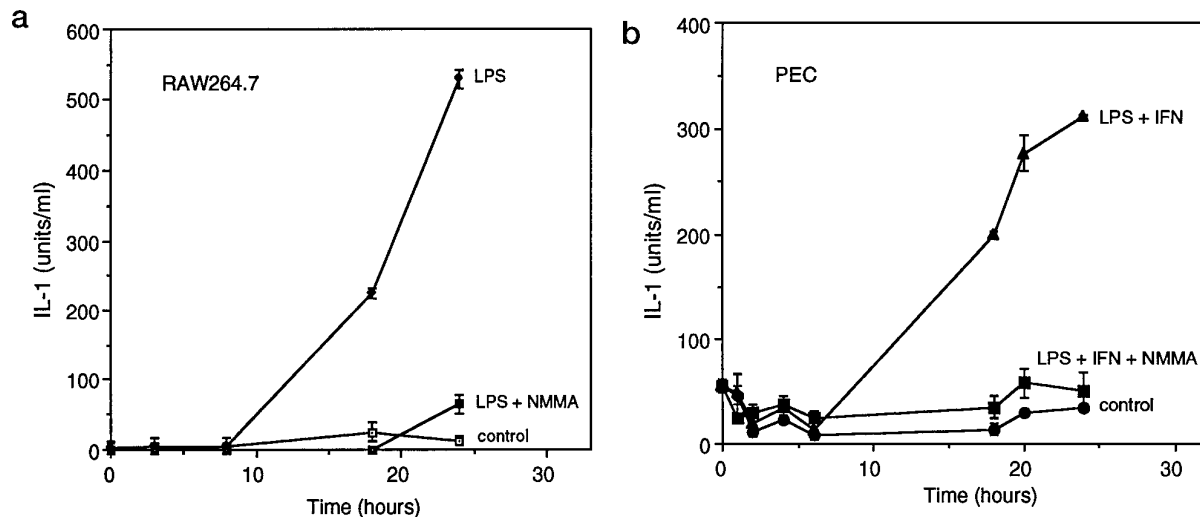 a
RAW264.7
IL-1 (units/ml)
600
500
400
300
200
100
0
0 10 20 30
Time (hours)
LPS
LPS + NMMA
control
b
PEC
IL-1 (units/ml)
400
300
200
100
0
0 10 20 30
Time (hours)
LPS + IFN
LPS + IFN + NMMA
control